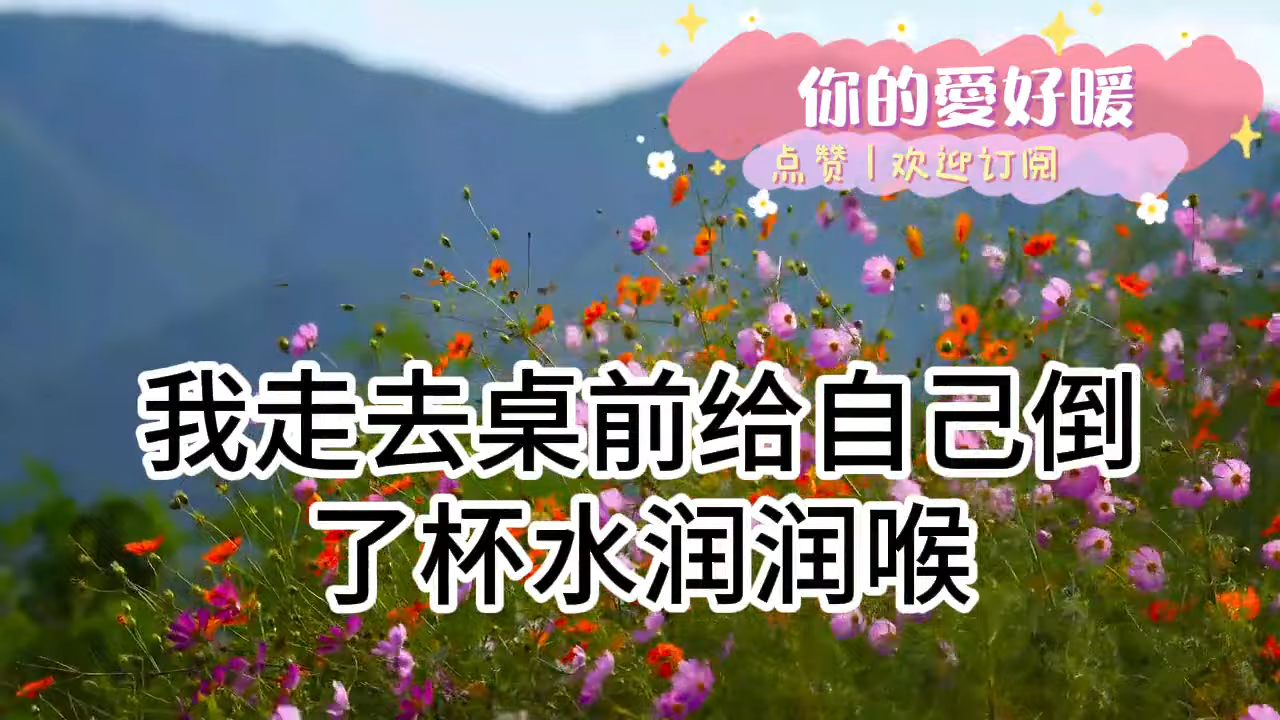 你的愛好暖
点赞 | 欢迎订阅
我走去桌前给自己倒
了杯水润润喉